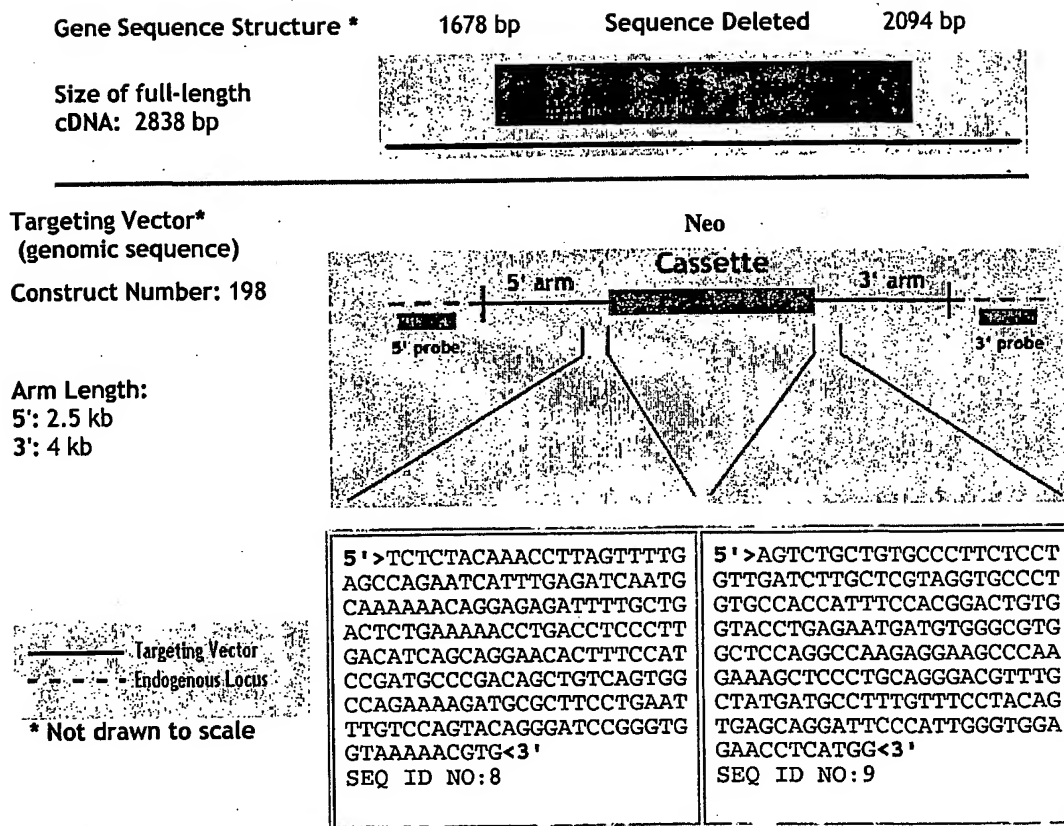 Gene Sequence Structure * 1678 bp Sequence Deleted 2094 bp
Size of full-length
cDNA: 2838 bp
Targeting Vector*
(genomic sequence)
Construct Number: 198
Arm Length:
5': 2.5 kb
3': 4 kb
Neo
Cassette
5' arm
3' arm
5' probe
3' probe
5'>TCTCTACAAACCTTAGTTTTG
AGCCAGAATCATTTGAGATCAATG
CAAAAAACAGGAGAGATTTTGCTG
ACTCTGAAAAACCTGACCTCCCTT
GACATCAGCAGGAACACTTTCCAT
CCGATGCCCGACAGCTGTCAGTGG
CCAGAAAAGATGCGCTTCCTGAAT
TTGTCCAGTACAGGGATCCGGGTG
GTAAAAACGTG<3'
SEQ ID NO:8
5'>AGTCTGCTGTGCCCTTCTCCT
GTTGATCTTGCTCGTAGGTGCCCT
GTGCCACCATTTCCACGGACTGTG
GTACCTGAGAATGATGTGGGCGTG
GCTCCAGGCCAAGAGGAAGCCCAA
GAAAGCTCCCTGCAGGGACGTTTG
CTATGATGCCTTTGTTTCCTACAG
TGAGCAGGATTCCCATTGGGTGGA
GAACCTCATGG<3'
SEQ ID NO:9
Targeting Vector
Endogenous Locus
* Not drawn to scale